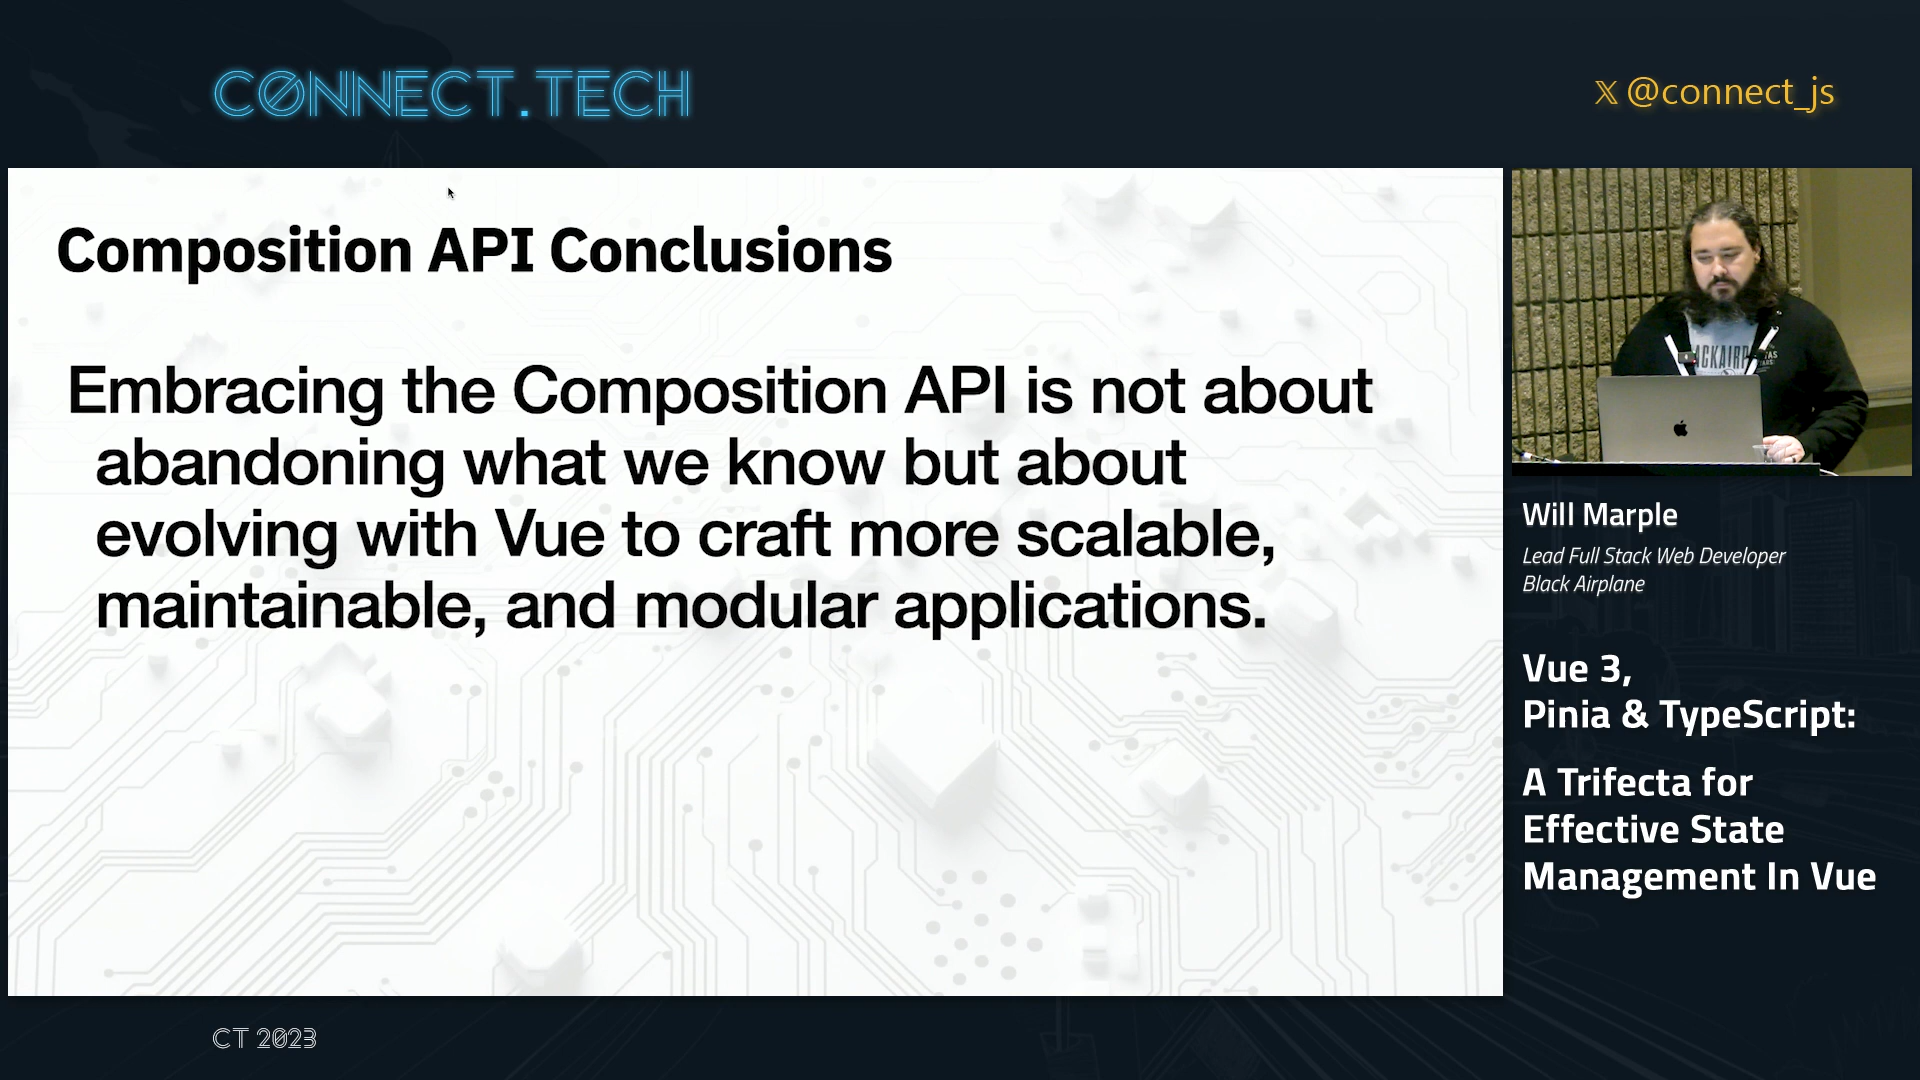 CONNECT.TECH
𝕏 @connect_js
Composition API Conclusions
Embracing the Composition API is not about
abandoning what we know but about
evolving with Vue to craft more scalable,
maintainable, and modular applications.
Will Marple
Lead Full Stack Web Developer
Black Airplane
Vue 3,
Pinia & TypeScript:
A Trifecta for
Effective State
Management In Vue
CT 2023